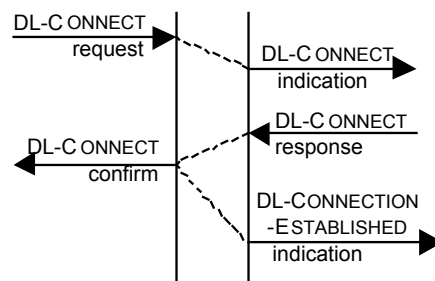 DL-CONNECT
request
DL-CONNECT
indication
DL-CONNECT
response
DL-CONNECT
confirm
DL-CONNECTION
-ESTABLISHED
indication